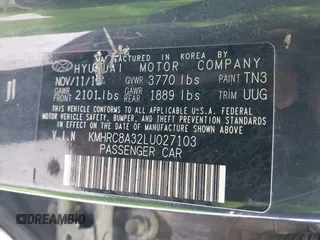 MANUFACTURED IN KOREA BY
HYUNDAI MOTOR COMPANY
NOV/11/19 GVWR 3770 lbs PAINT TN3
GAWR FRONT 2101 lbs GAWR REAR 1889 lbs TRIM UUG
THIS VEHICLE CONFORMS TO ALL APPLICABLE
U.S. FEDERAL MOTOR VEHICLE SAFETY,
BUMPER, AND THEFT PREVENTION STANDARDS
IN EFFECT ON THE DATE OF MANUFACTURE
SHOWN ABOVE.
V.I.N KMHRC8A32LU027103
PASSENGER CAR
DREAMBID